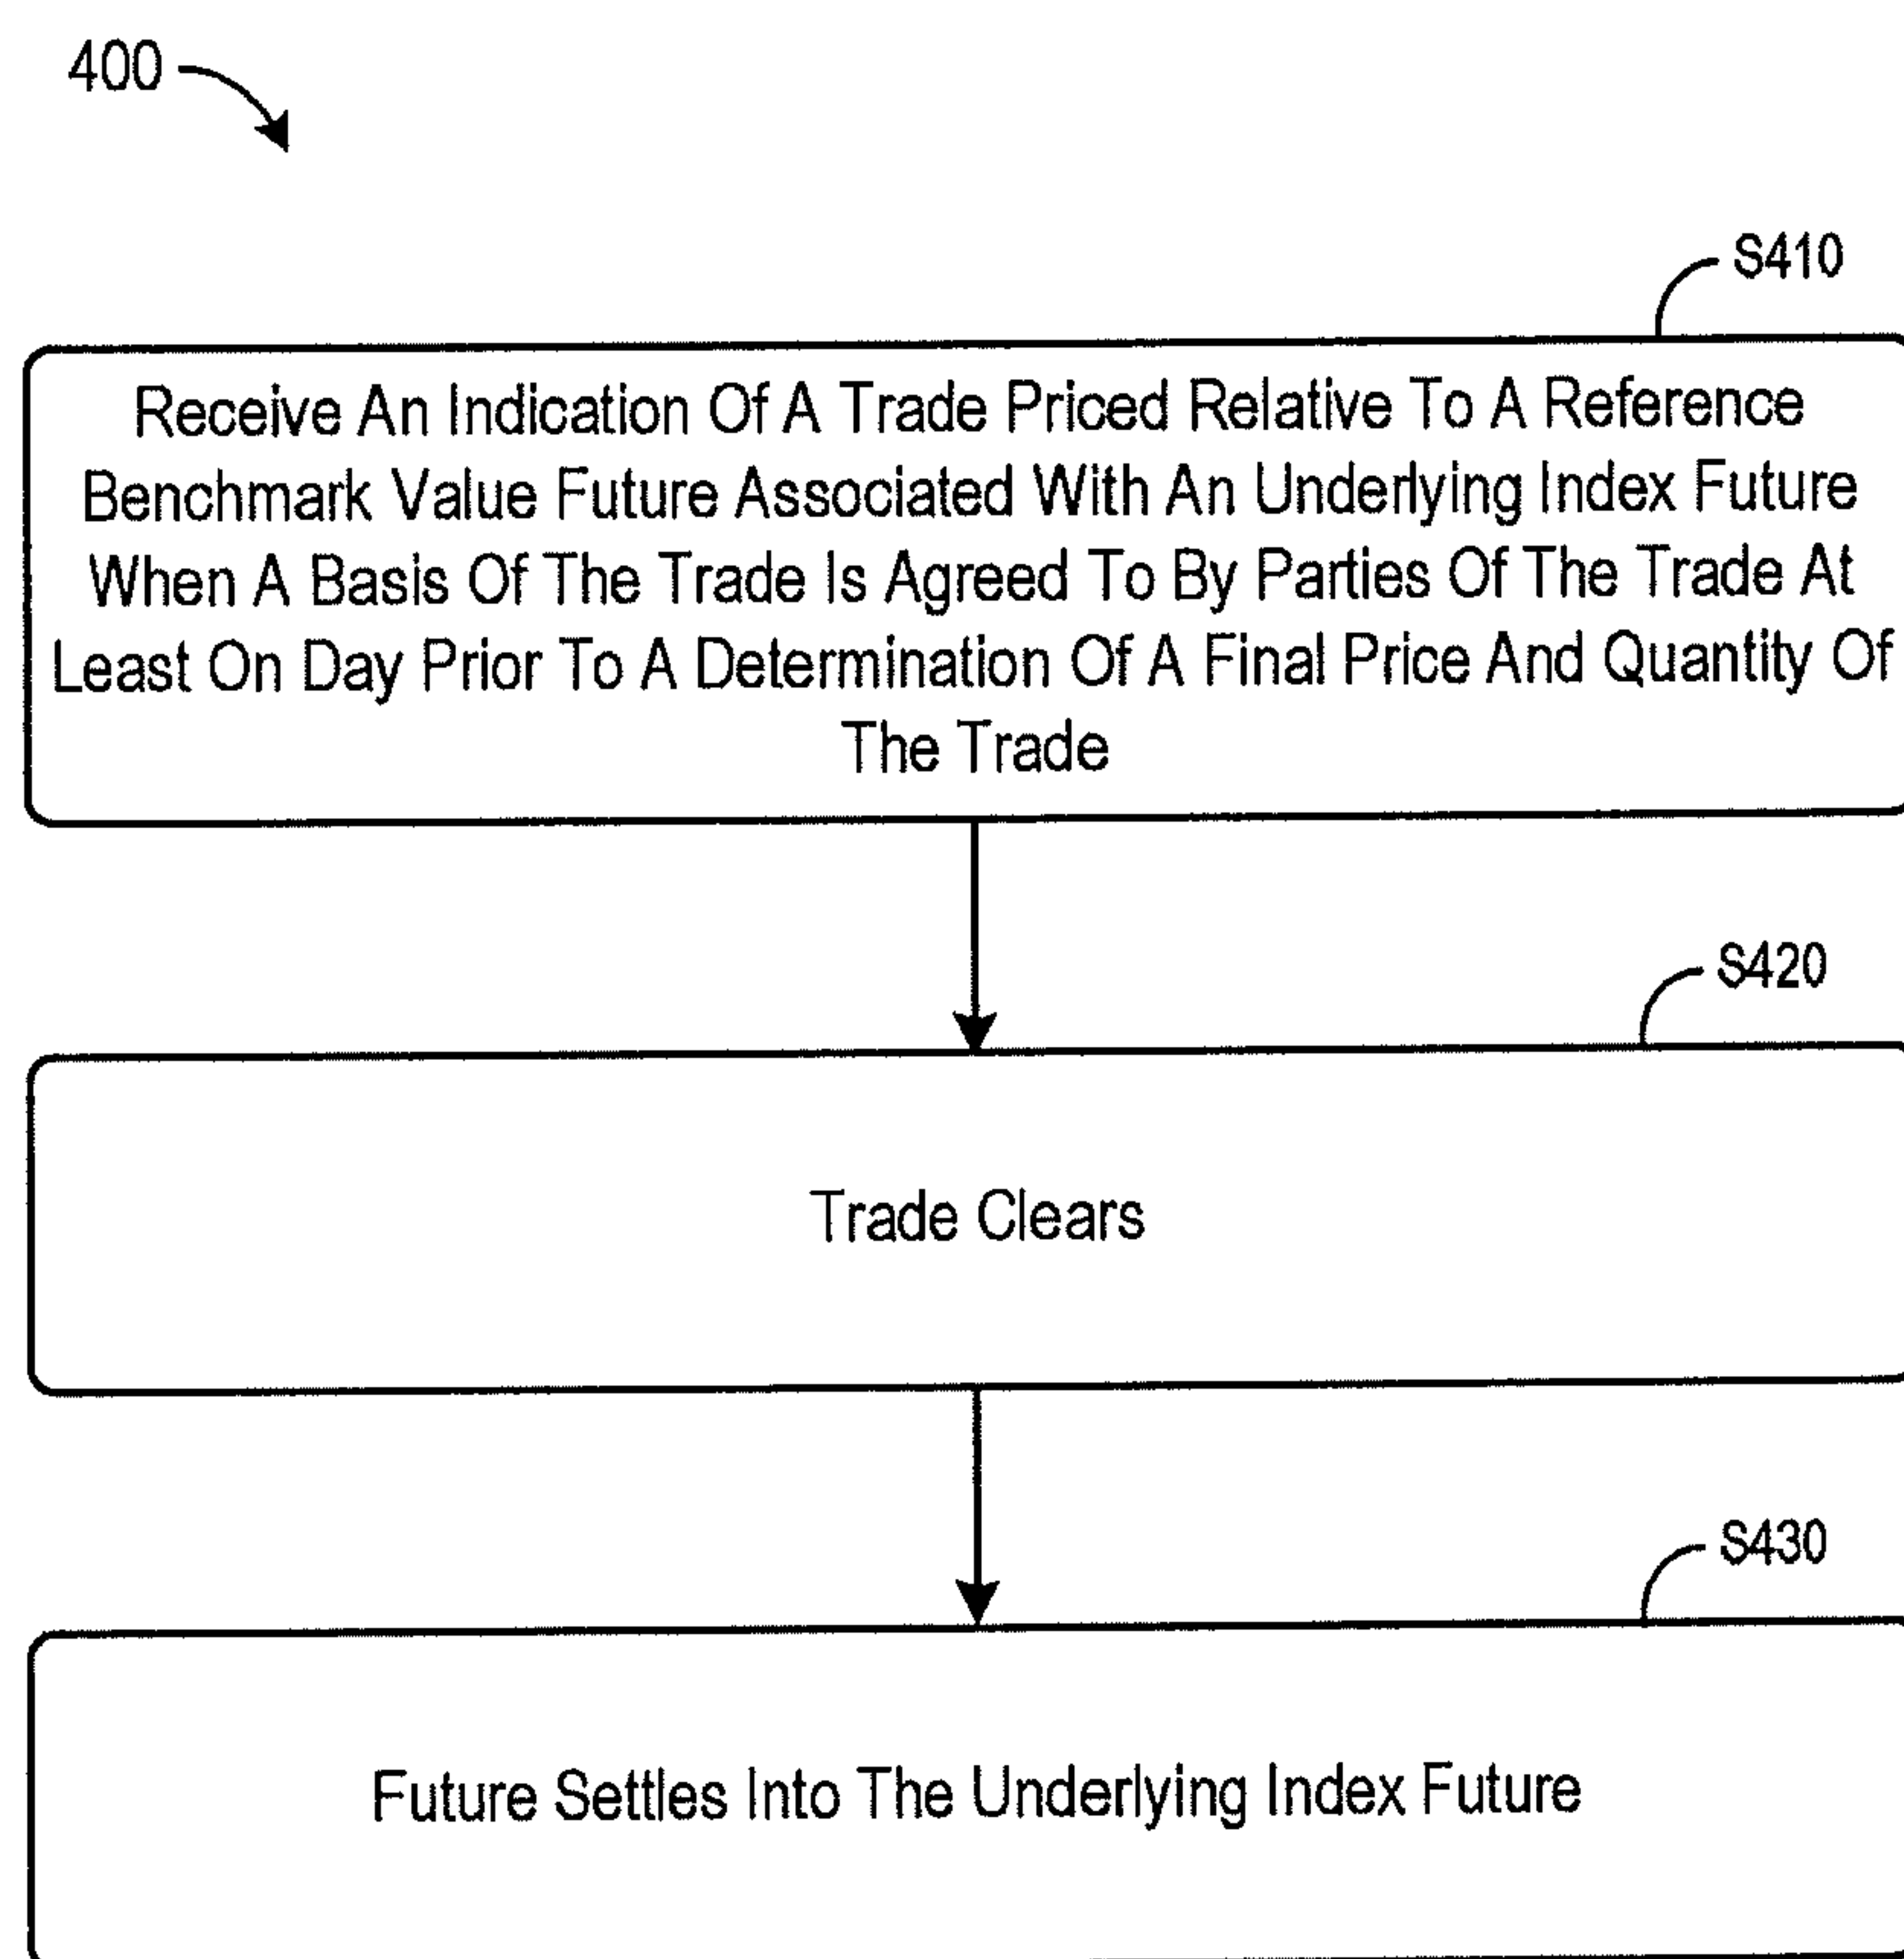 400
S410
Receive An Indication Of A Trade Priced Relative To A Reference
Benchmark Value Future Associated With An Underlying Index Future
When A Basis Of The Trade Is Agreed To By Parties Of The Trade At
Least On Day Prior To A Determination Of A Final Price And Quantity Of
The Trade
S420
Trade Clears
S430
Future Settles Into The Underlying Index Future